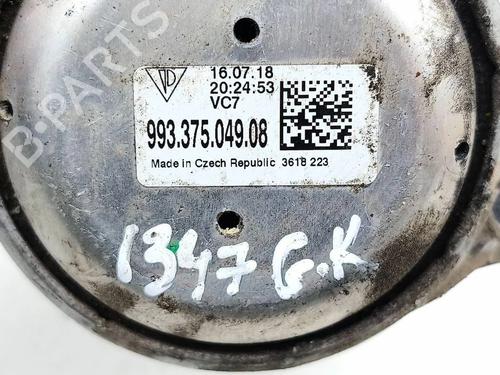 B-PARTS
16.07.18
20:24:53
VC7
993.375.049.08
Made in Czech Republic 3618 223
1347 G.K